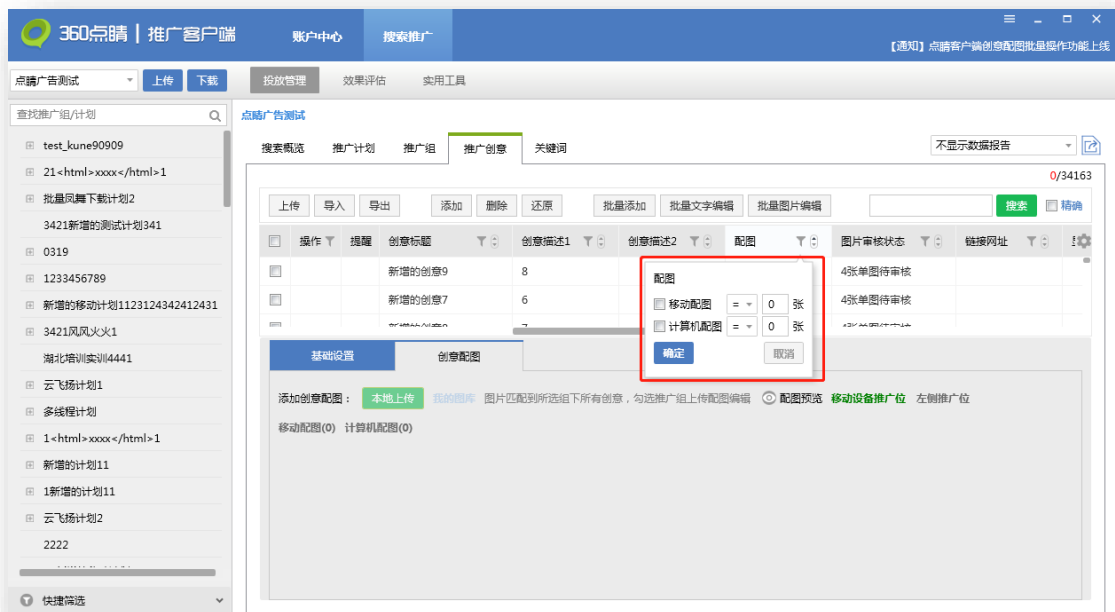 360点睛 | 推广客户端
账户中心
搜索推广
【通知】点睛客户端创意配图批量操作功能上线
点睛广告测试
上传
下载
投放管理
效果评估
实用工具
查找推广组/计划
test_kune90909
21<html>xxxx</html>1
批量凤舞下载计划2
3421新增的测试计划341
0319
1233456789
新增的移动计划1123124342412431
3421风风火火1
湖北培训实训4441
云飞扬计划1
多线程计划
1<html>xxxx</html>1
新增的计划11
1新增的计划11
云飞扬计划2
2222
快捷筛选
点睛广告测试
搜索概览
推广计划
推广组
推广创意
关键词
不显示数据报告
0/34163
上传
导入
导出
添加
删除
还原
批量添加
批量文字编辑
批量图片编辑
搜索
精确
操作 提醒 创意标题 创意描述1 创意描述2 配图 图片审核状态 链接网址
新增的创意9 8 4张单图待审核
新增的创意7 6 4张单图待审核
配图
移动配图 = 0 张
计算机配图 = 0 张
确定
取消
基础设置
创意配图
添加创意配图： 本地上传 我的图库 图片匹配到所选组下所有创意，勾选推广组上传配图编辑 配图预览 移动设备推广位 左侧推广位
移动配图(0) 计算机配图(0)